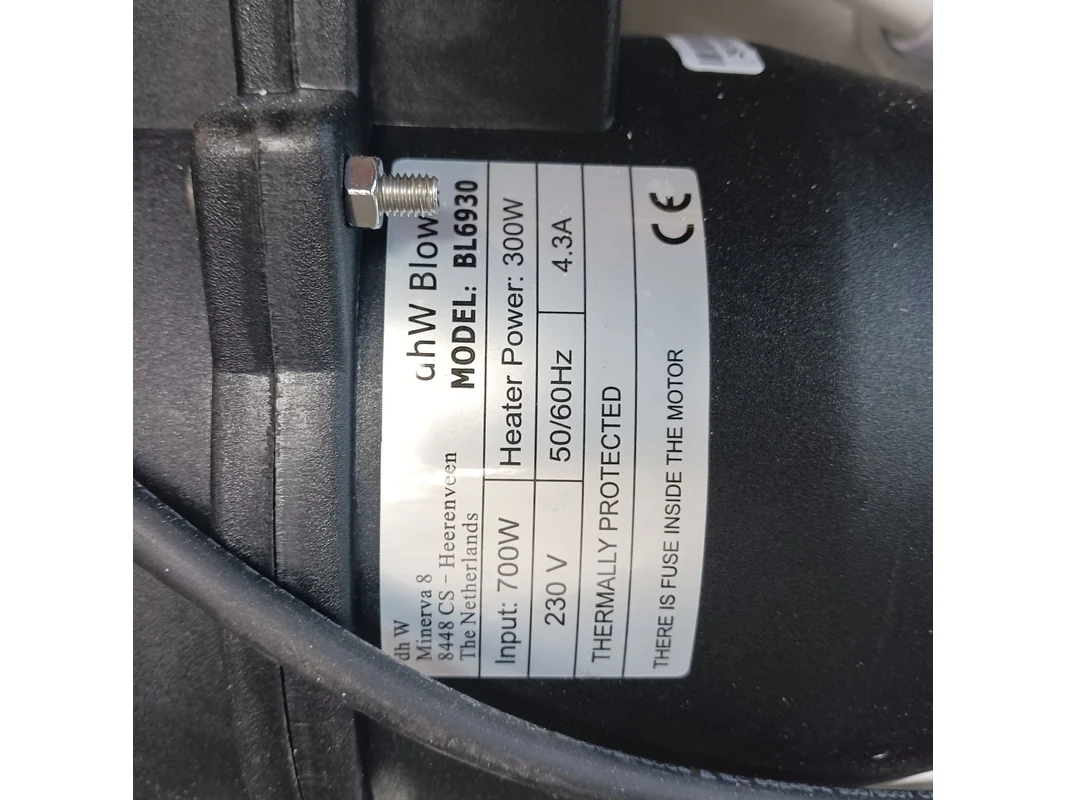 dh W
Minerva 8
8448 CS - Heerenveen
The Netherlands
dhW Blow
MODEL: BL6930
Input: 700W Heater Power: 300W
230 V 50/60Hz 4.3A
THERMALLY PROTECTED
THERE IS FUSE INSIDE THE MOTOR
CE